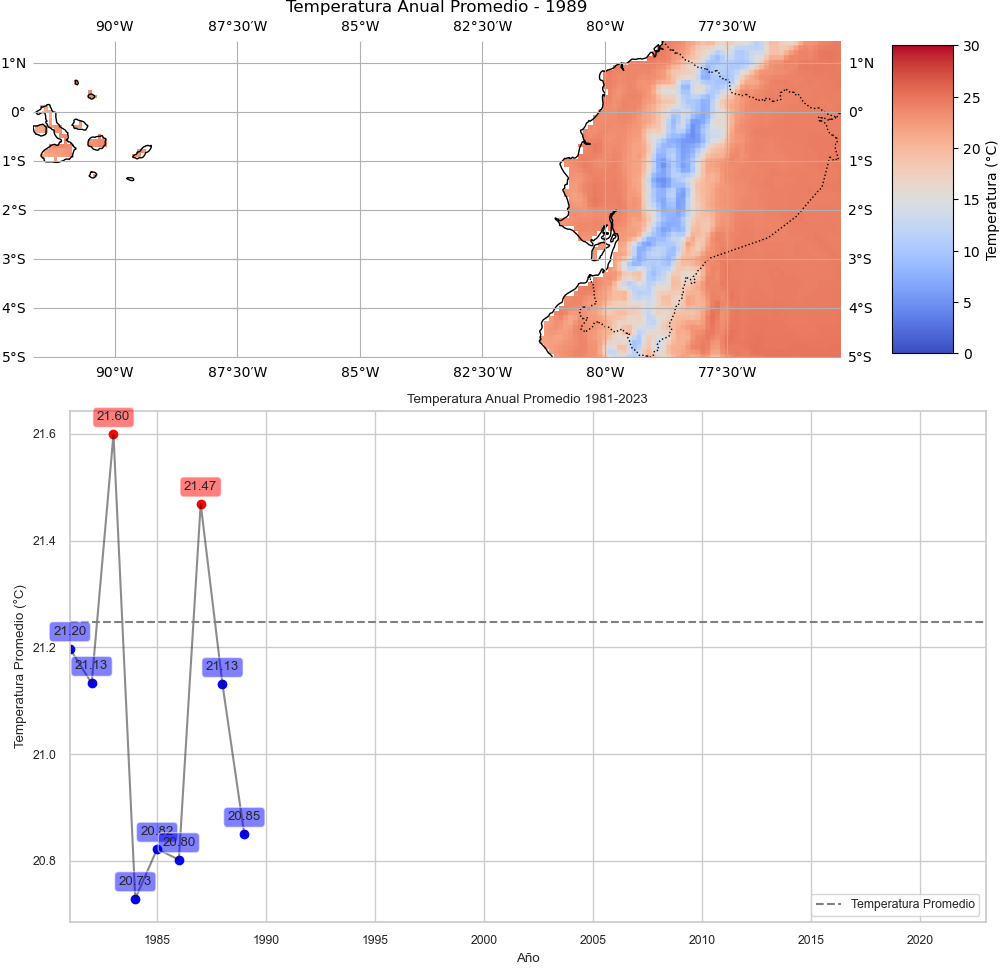 Temperatura Anual Promedio - 1989
90°W 87°30′W 85°W 82°30′W 80°W 77°30′W
1°N 1°N
0° 0°
1°S 1°S
2°S 2°S
3°S 3°S
4°S 4°S
5°S 5°S
90°W 87°30′W 85°W 82°30′W 80°W 77°30′W
30
25
20
15
10
5
0
Temperatura (°C)
Temperatura Anual Promedio 1981-2023
21.60
21.6
21.47
21.4
21.20
21.2
21.13
21.13
21.0
20.85
20.82
20.80
20.8
20.73
Temperatura Promedio (°C)
Temperatura Promedio
1985 1990 1995 2000 2005 2010 2015 2020
Año